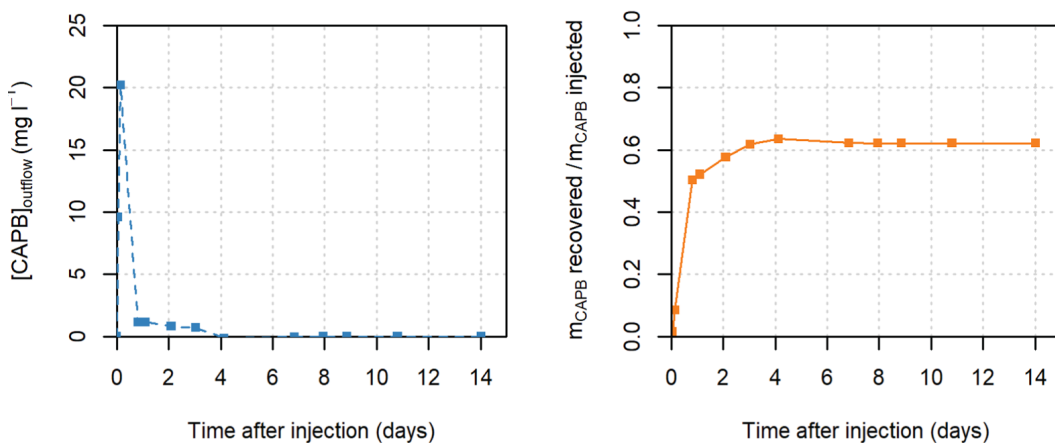 [CAPB]outflow (mg l⁻¹)
25
20
15
10
5
0
0 2 4 6 8 10 12 14
Time after injection (days)
mCAPB recovered / mCAPB injected
1.0
0.8
0.6
0.4
0.2
0.0
0 2 4 6 8 10 12 14
Time after injection (days)